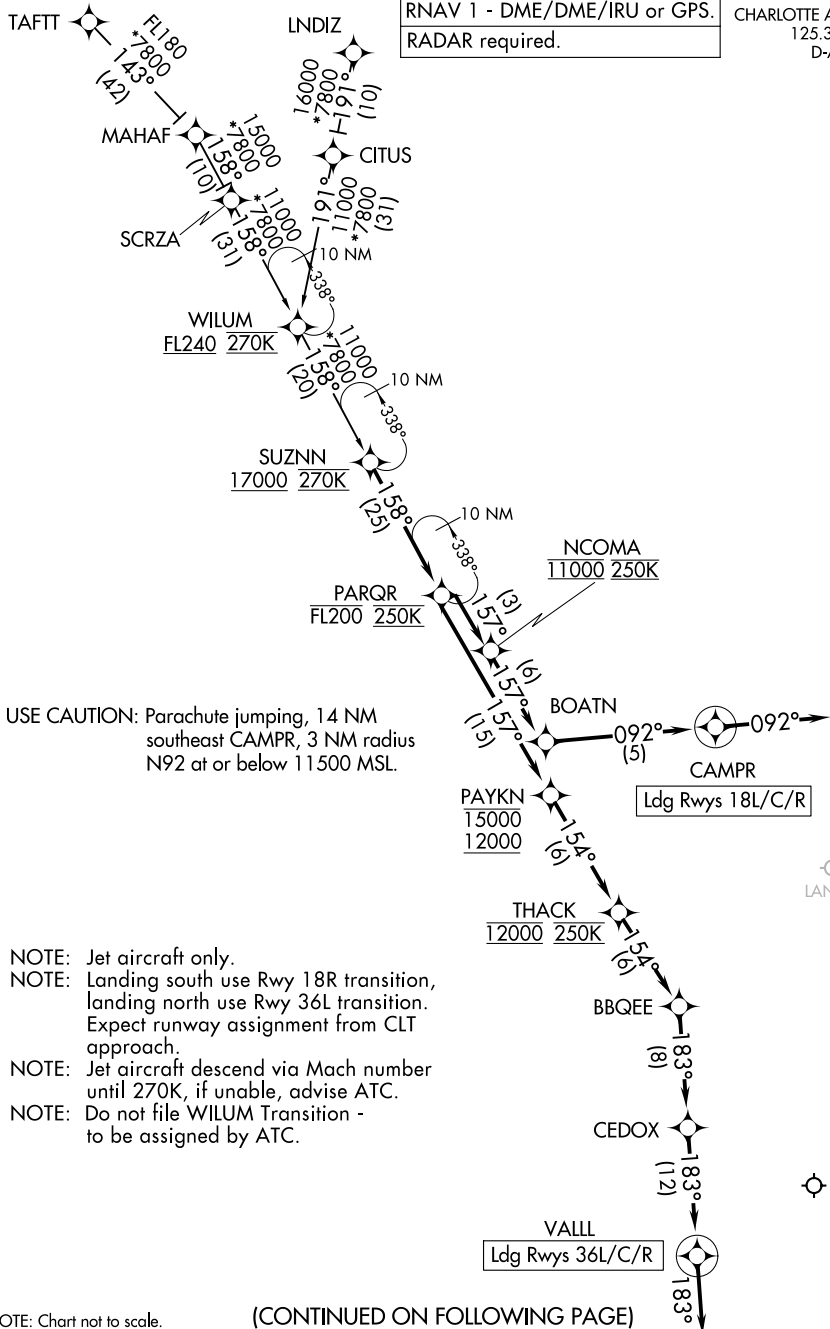 RNAV 1 - DME/DME/IRU or GPS.
RADAR required.
CHARLOTTE
125.3
TAFTT
FL180
*7800
143°
(42)
LNDIZ
16000
*7800
191°
(10)
MAHAF
15000
*7800
158°
(10)
CITUS
191°
11000
*7800
(31)
SCRZA
11000
*7800
158°
(31)
10 NM
338°
WILUM
FL240 270K
11000
*7800
158°
(20)
10 NM
338°
SUZNN
17000 270K
158°
(25)
10 NM
338°
NCOMA
11000 250K
PARQR
FL200 250K
157°
(3)
157°
(6)
157°
(15)
USE CAUTION: Parachute jumping, 14 NM
southeast CAMPR, 3 NM radius
N92 at or below 11500 MSL.
BOATN
092°
(5)
092°
CAMPR
Ldg Rwys 18L/C/R
PAYKN
15000
12000
154°
(6)
LAN
THACK
12000 250K
154°
(6)
NOTE: Jet aircraft only.
NOTE: Landing south use Rwy 18R transition,
landing north use Rwy 36L transition.
Expect runway assignment from CLT
approach.
NOTE: Jet aircraft descend via Mach number
until 270K, if unable, advise ATC.
NOTE: Do not file WILUM Transition -
to be assigned by ATC.
BBQEE
183°
(8)
CEDOX
183°
(12)
VALLL
Ldg Rwys 36L/C/R
183°
OTE: Chart not to scale.
(CONTINUED ON FOLLOWING PAGE)